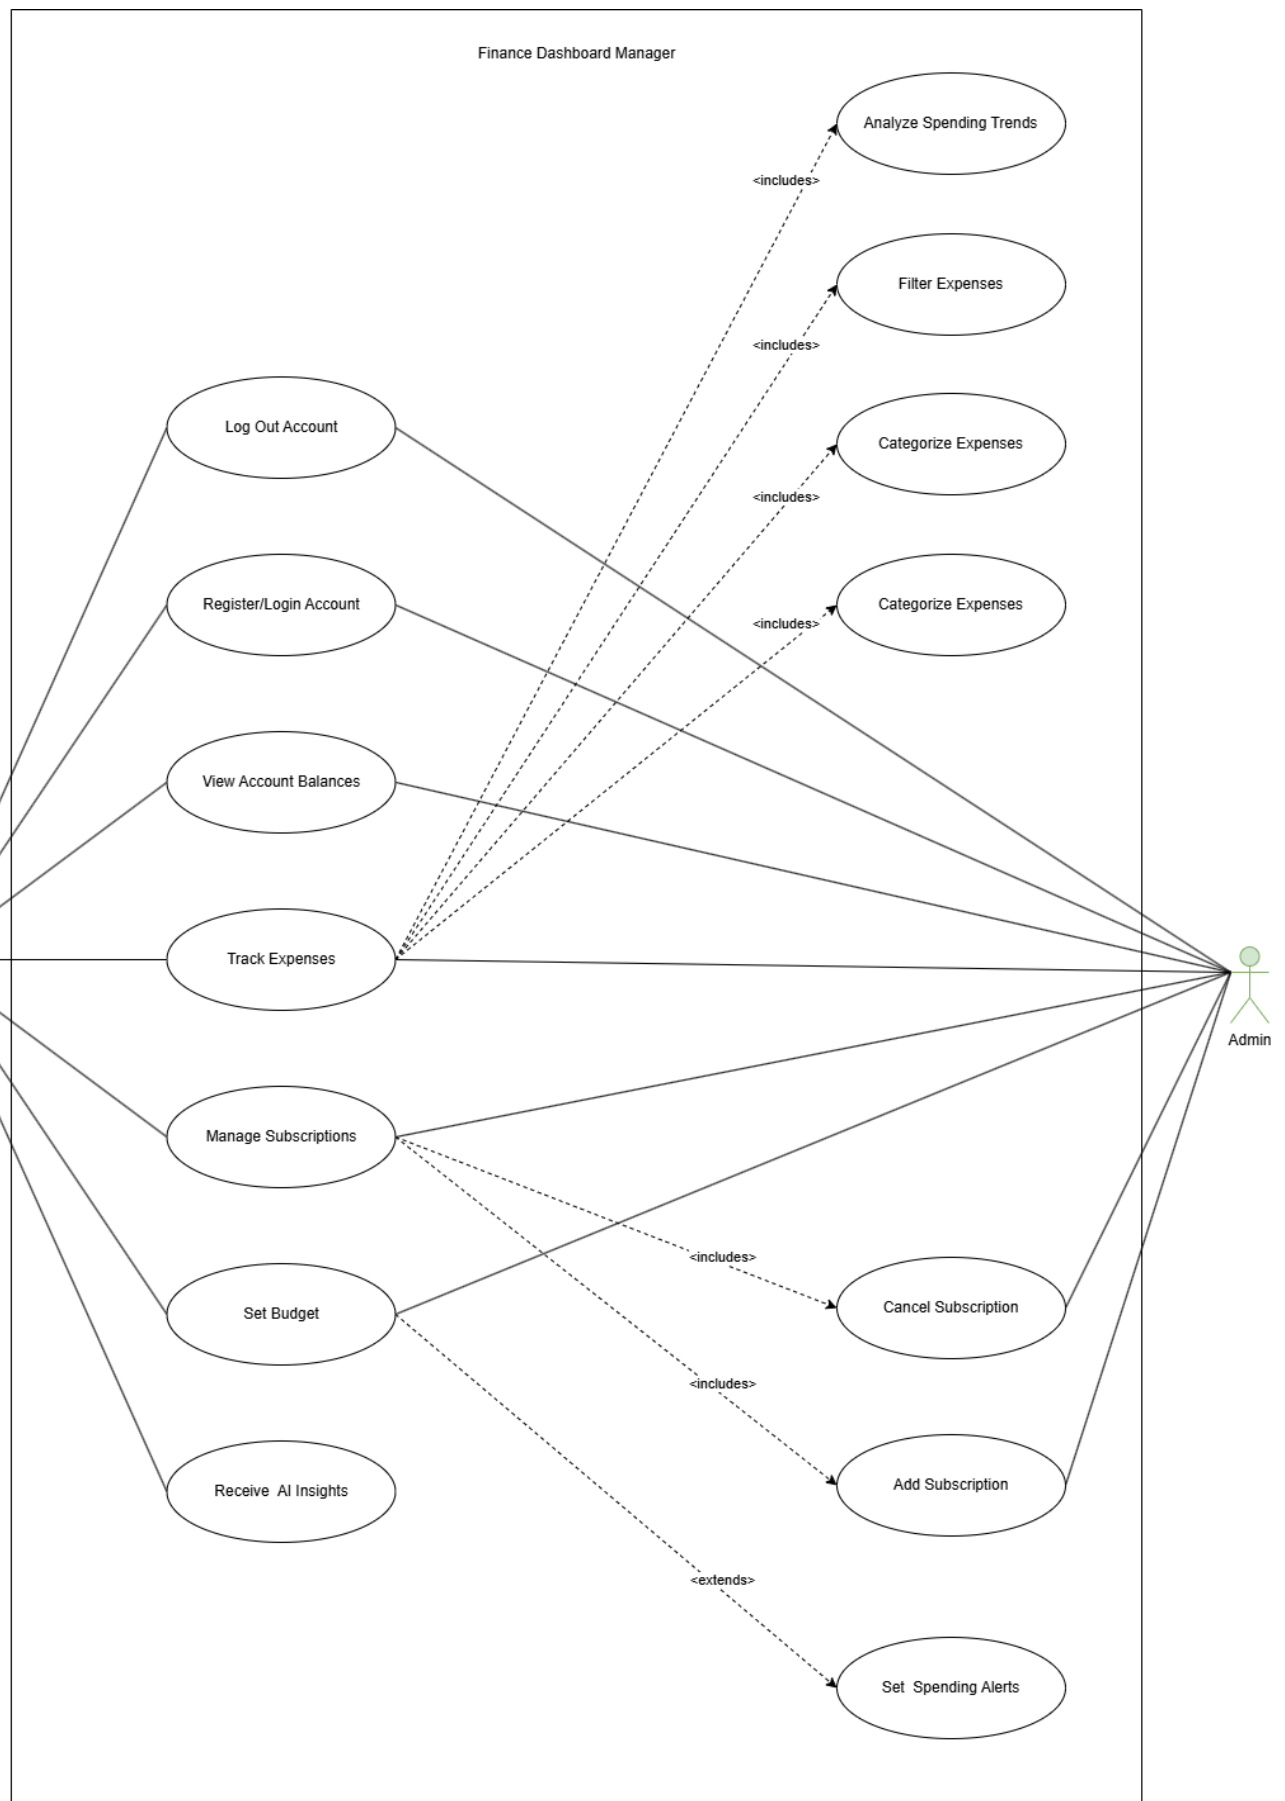 Finance Dashboard Manager
Analyze Spending Trends
<includes>
Filter Expenses
<includes>
Log Out Account
Categorize Expenses
<includes>
Register/Login Account
Categorize Expenses
<includes>
View Account Balances
Track Expenses
Admin
Manage Subscriptions
<includes>
Cancel Subscription
Set Budget
<includes>
Add Subscription
Receive  AI Insights
<extends>
Set  Spending Alerts